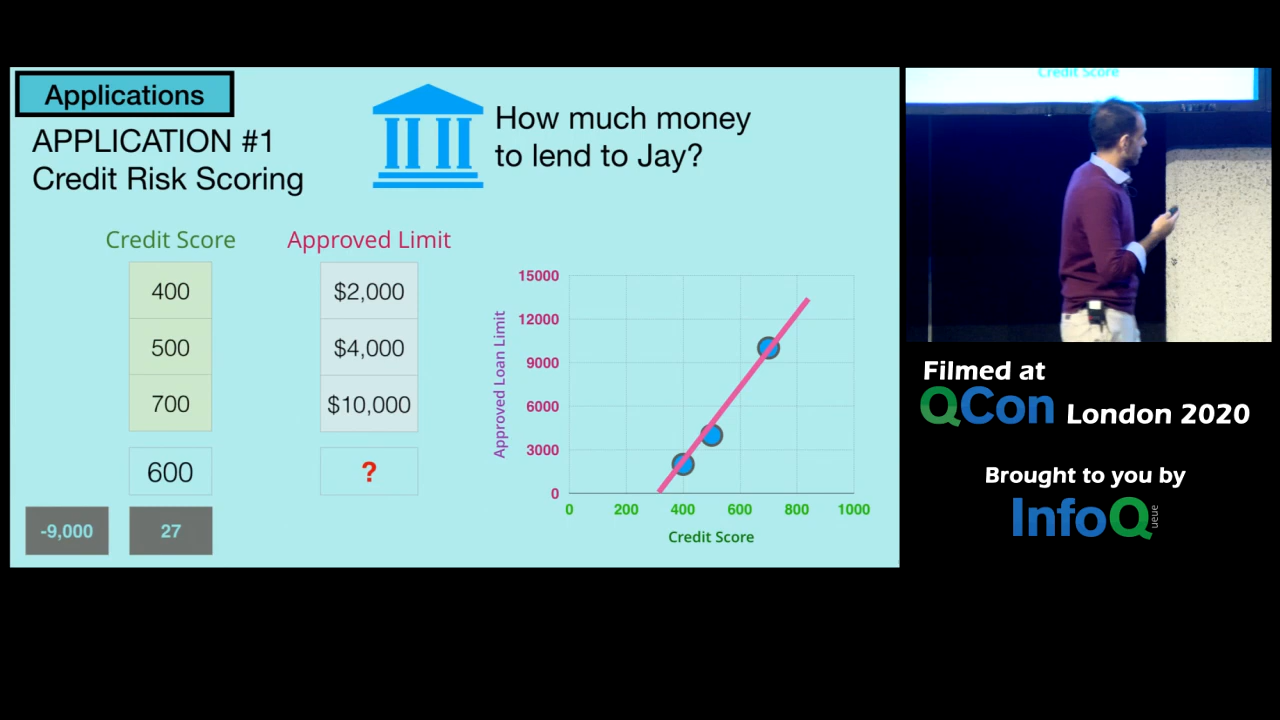 Applications
APPLICATION #1
Credit Risk Scoring
How much money
to lend to Jay?
Credit Score
Approved Limit
400
$2,000
500
$4,000
700
$10,000
600
?
-9,000
27
Approved Loan Limit
15000
12000
9000
6000
3000
0
0
200
400
600
800
1000
Credit Score
Credit Score
Filmed at
QCon London 2020
Brought to you by
InfoQueue